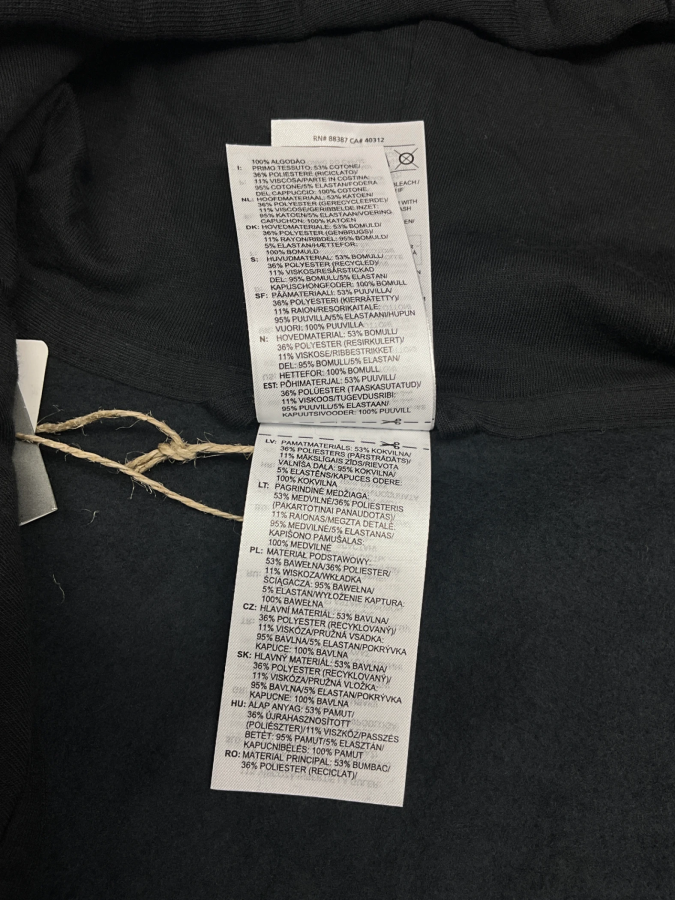 RN# 88387 CA# 40312
LEACH/
IF
WITH
ASH
EN/
A
100% ALGODÃO
I: PRIMO TESSUTO: 53% COTONE/
36% POLIESTERE (RICICLATO)/
11% VISCOSA/PARTE IN COSTINA:
95% COTONE/5% ELASTAN/FODERA
DEL CAPPUCCIO: 100% COTONE
NL: HOOFDMATERIAAL: 53% KATOEN/
36% POLYESTER (GERECYCLEERDE)/
11% VISCOSE/GERIBBELDE INZET:
95% KATOEN/5% ELASTAAN/VOERING
CAPUCHON: 100% KATOEN
DK: HOVEDMATERIALE: 53% BOMULD/
36% POLYESTER (GENBRUGS)/
11% RAYON/RIBDEL: 95% BOMULD/
5% ELASTAN/HÆTTEFOR:
100% BOMULD
S: HUVUDMATERIAL: 53% BOMULL/
36% POLYESTER (RECYCLED)/
11% VISKOS/RESÅRSTICKAD
DEL: 95% BOMULL/5% ELASTAN/
KAPUSCHONGFODER: 100% BOMULL
SF: PÄÄMATERIAALI: 53% PUUVILLA/
36% POLYESTERI (KIERRÄTETTY)/
11% RAION/RESORIKAITALE:
95% PUUVILLA/5% ELASTAANI/HUPUN
VUORI: 100% PUUVILLA
N: HOVEDMATERIAL: 53% BOMULL/
36% POLYESTER (RESIRKULERT)/
11% VISKOSE/RIBBESTRIKKET
DEL: 95% BOMULL/5% ELASTAN/
HETTEFOR: 100% BOMULL
EST: PÕHIMATERJAL: 53% PUUVILL/
36% POLÜESTER (TAASKASUTATUD)/
11% VISKOOS/TUGEVDUSRIBI:
95% PUUVILL/5% ELASTAAN/
KAPUUTSIVOODER: 100% PUUVILL
LV: PAMATMATERIĀLS: 53% KOKVILNA/
36% POLIESTERS (PĀRSTRĀDĀTS)/
11% MĀKSLĪGAIS ZĪDS/RIEVOTA
VALNĪŠA DAĻA: 95% KOKVILNA/
5% ELASTĒNS/KAPUCES ODERE:
100% KOKVILNA
LT: PAGRINDINĖ MEDŽIAGA:
53% MEDVILNĖ/36% POLIESTERIS
(PAKARTOTINAI PANAUDOTAS)/
11% RAIONAS/MEGZTA DETALĖ:
95% MEDVILNĖ/5% ELASTANAS/
KAPIŠONO PAMUŠALAS:
100% MEDVILNĖ
PL: MATERIAŁ PODSTAWOWY:
53% BAWEŁNA/36% POLIESTER/
11% WISKOZA/WKŁADKA
ŚCIĄGACZA: 95% BAWEŁNA/
5% ELASTAN/WYŁOŻENIE KAPTURA:
100% BAWEŁNA
CZ: HLAVNÍ MATERIÁL: 53% BAVLNA/
36% POLYESTER (RECYKLOVANÝ)/
11% VISKÓZA/PRUŽNÁ VSADKA:
95% BAVLNA/5% ELASTAN/POKRÝVKA
KAPUCE: 100% BAVLNA
SK: HLAVNÝ MATERIÁL: 53% BAVLNA/
36% POLYESTER (RECYKLOVANÝ)/
11% VISKÓZA/PRUŽNÁ VLOŽKA:
95% BAVLNA/5% ELASTAN/POKRÝVKA
KAPUCNE: 100% BAVLNA
HU: ALAP ANYAG: 53% PAMUT/
36% ÚJRAHASZNOSÍTOTT
(POLIÉSZTER)/11% VISZKÓZ/PASSZÉS
BETÉT: 95% PAMUT/5% ELASZTÁN/
KAPUCNIBÉLÉS: 100% PAMUT
RO: MATERIAL PRINCIPAL: 53% BUMBAC/
36% POLIESTER (RECICLAT)/